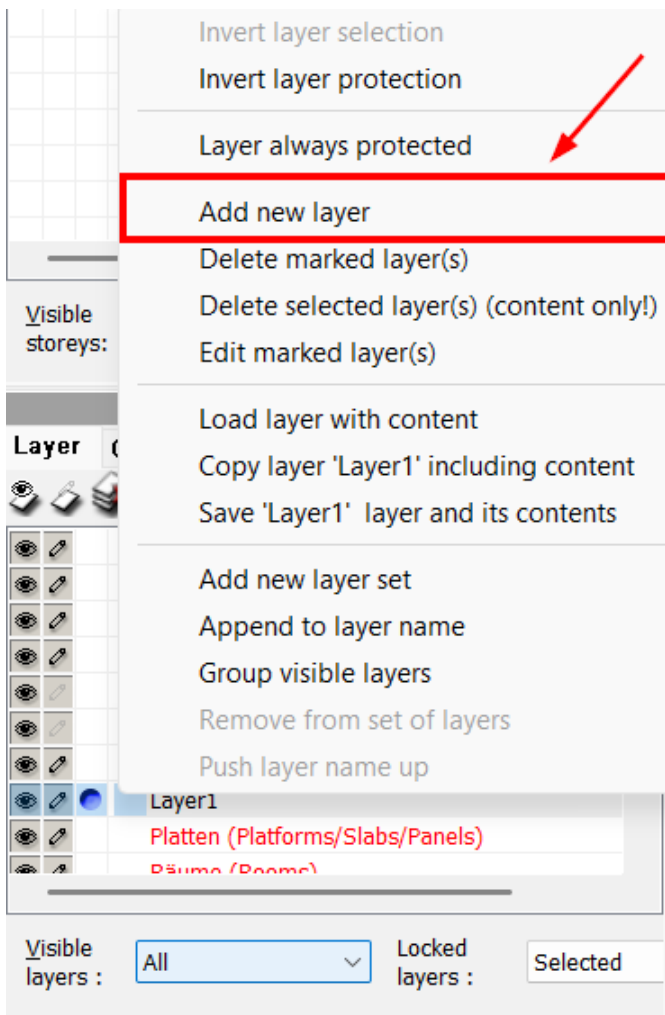 Invert layer selection
Invert layer protection
Layer always protected
Add new layer
Delete marked layer(s)
Delete selected layer(s) (content only!)
Edit marked layer(s)
Visible
storeys:
Load layer with content
Copy layer 'Layer1' including content
Save 'Layer1' layer and its contents
Add new layer set
Append to layer name
Group visible layers
Remove from set of layers
Push layer name up
Layer
Layer1
Platten (Platforms/Slabs/Panels)
Räume (Rooms)
Visible
layers :
All
Locked
layers :
Selected